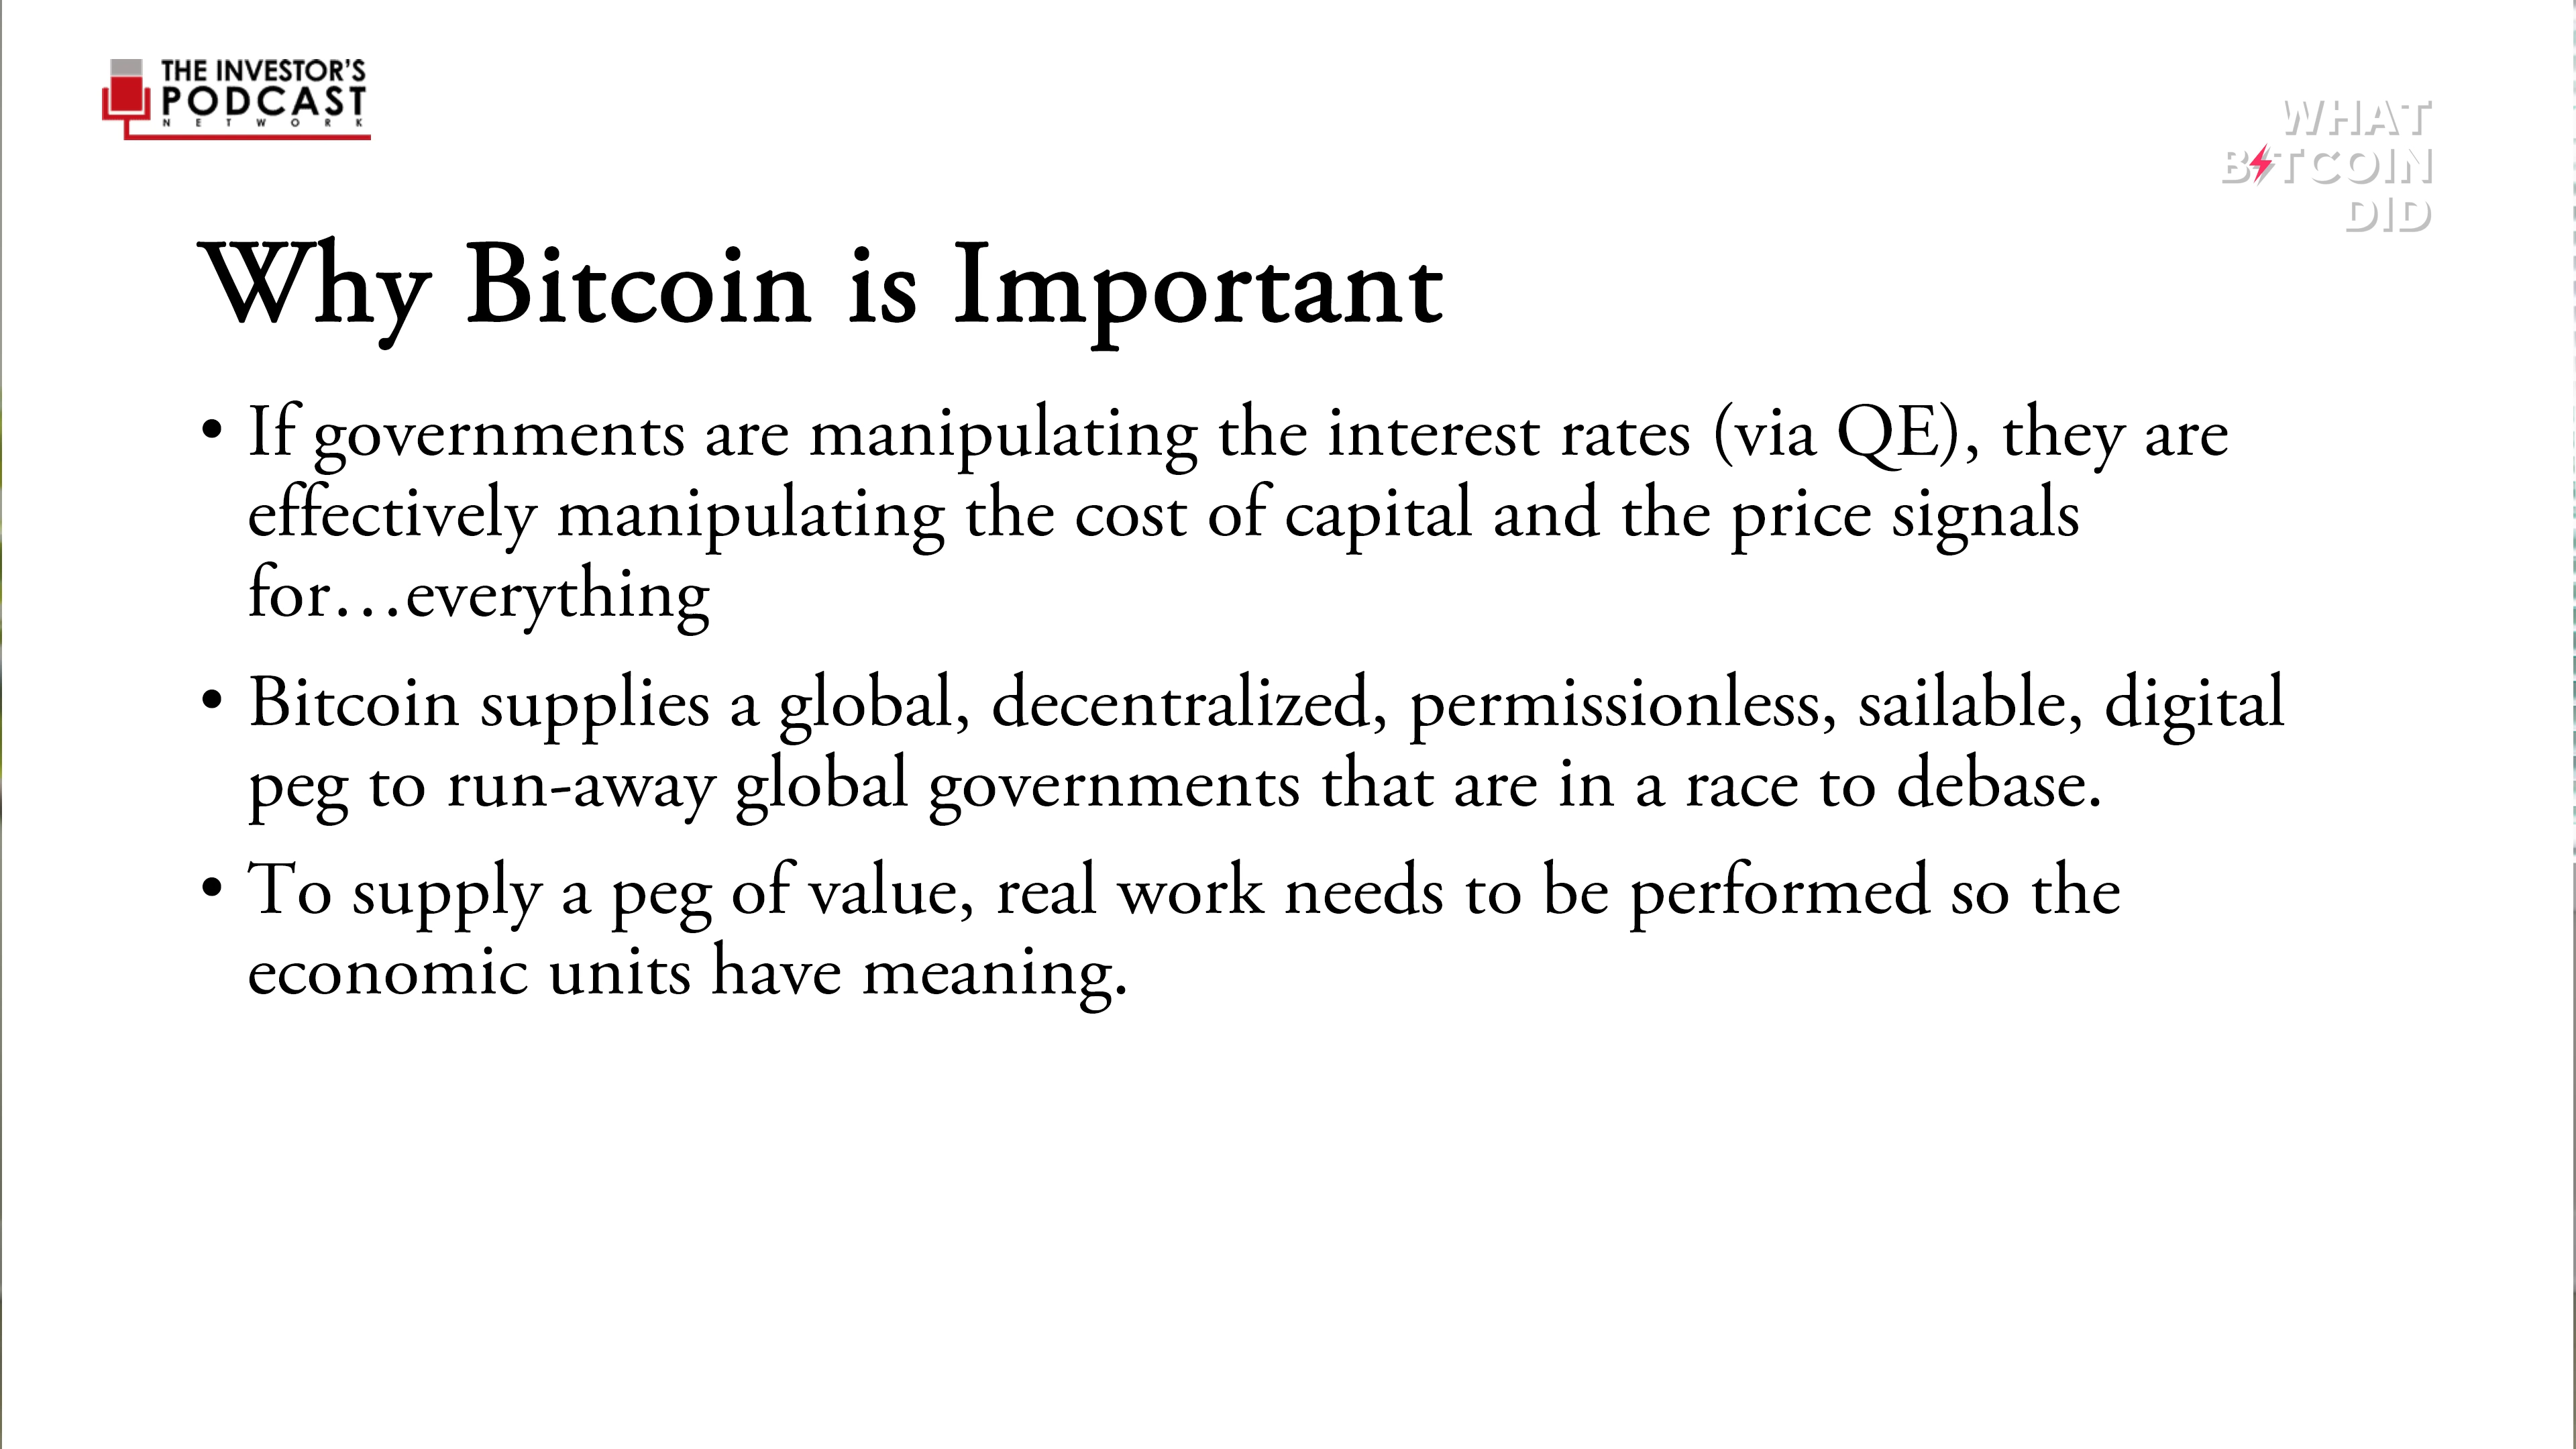 THE INVESTOR'S
PODCAST
NETWORK
WHAT
BITCOIN
DID
Why Bitcoin is Important
• If governments are manipulating the interest rates (via QE), they are
effectively manipulating the cost of capital and the price signals
for…everything
• Bitcoin supplies a global, decentralized, permissionless, sailable, digital
peg to run-away global governments that are in a race to debase.
• To supply a peg of value, real work needs to be performed so the
economic units have meaning.